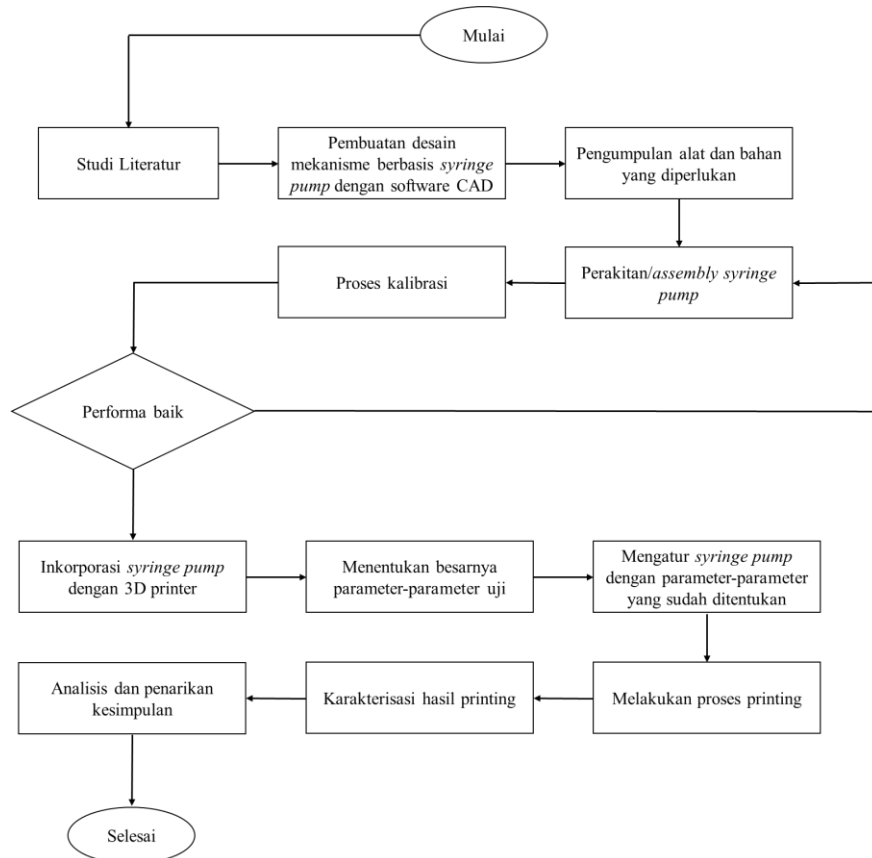 Mulai
Studi Literatur
Pembuatan desain
mekanisme berbasis syringe
pump dengan software CAD
Pengumpulan alat dan bahan
yang diperlukan
Proses kalibrasi
Perakitan/assembly syringe
pump
Performa baik
Inkorporasi syringe pump
dengan 3D printer
Menentukan besarnya
parameter-parameter uji
Mengatur syringe pump
dengan parameter-parameter
yang sudah ditentukan
Analisis dan penarikan
kesimpulan
Karakterisasi hasil printing
Melakukan proses printing
Selesai